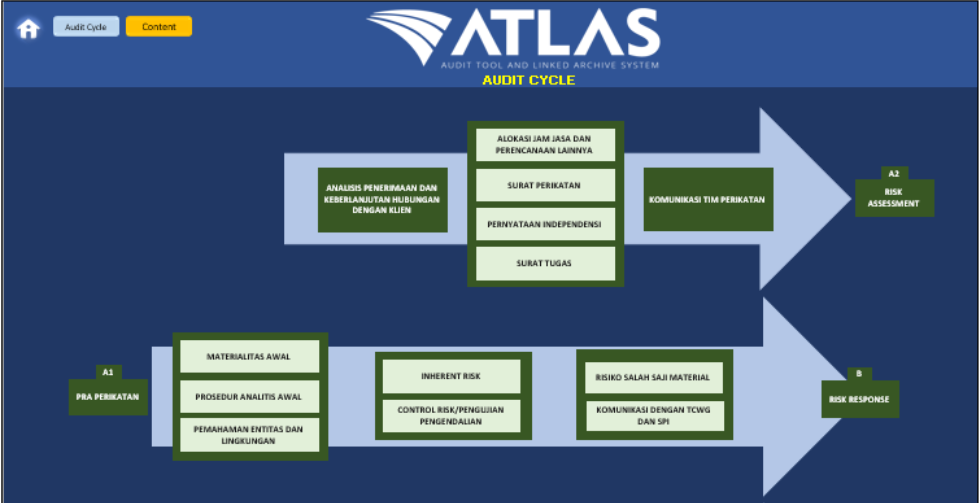 Audit Cycle
Content
ATLAS
AUDIT TOOL AND LINKED ARCHIVE SYSTEM
AUDIT CYCLE
ANALISIS PENERIMAAN DAN
KEBERLANJUTAN HUBUNGAN
DENGAN KLIEN
ALOKASI JAM JASA DAN
PERENCANAAN LAINNYA
SURAT PERIKATAN
PERNYATAAN INDEPENDENSI
SURAT TUGAS
KOMUNIKASI TIM PERIKATAN
A2
RISK
ASSESSMENT
A1
PRA PERIKATAN
MATERIALITAS AWAL
PROSEDUR ANALITIS AWAL
PEMAHAMAN ENTITAS DAN
LINGKUNGAN
INHERENT RISK
CONTROL RISK/PENGUJIAN
PENGENDALIAN
RISIKO SALAH SAJI MATERIAL
KOMUNIKASI DENGAN TCWG
DAN SPI
B
RISK RESPONSE